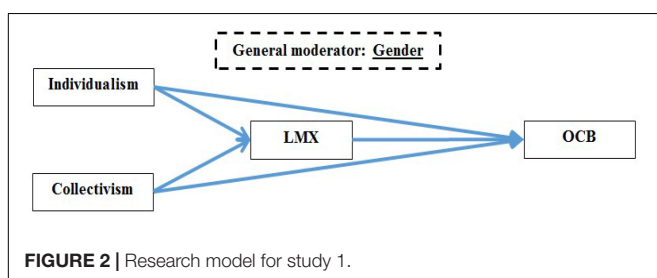 General moderator: Gender
Individualism
LMX
OCB
Collectivism
FIGURE 2 | Research model for study 1.